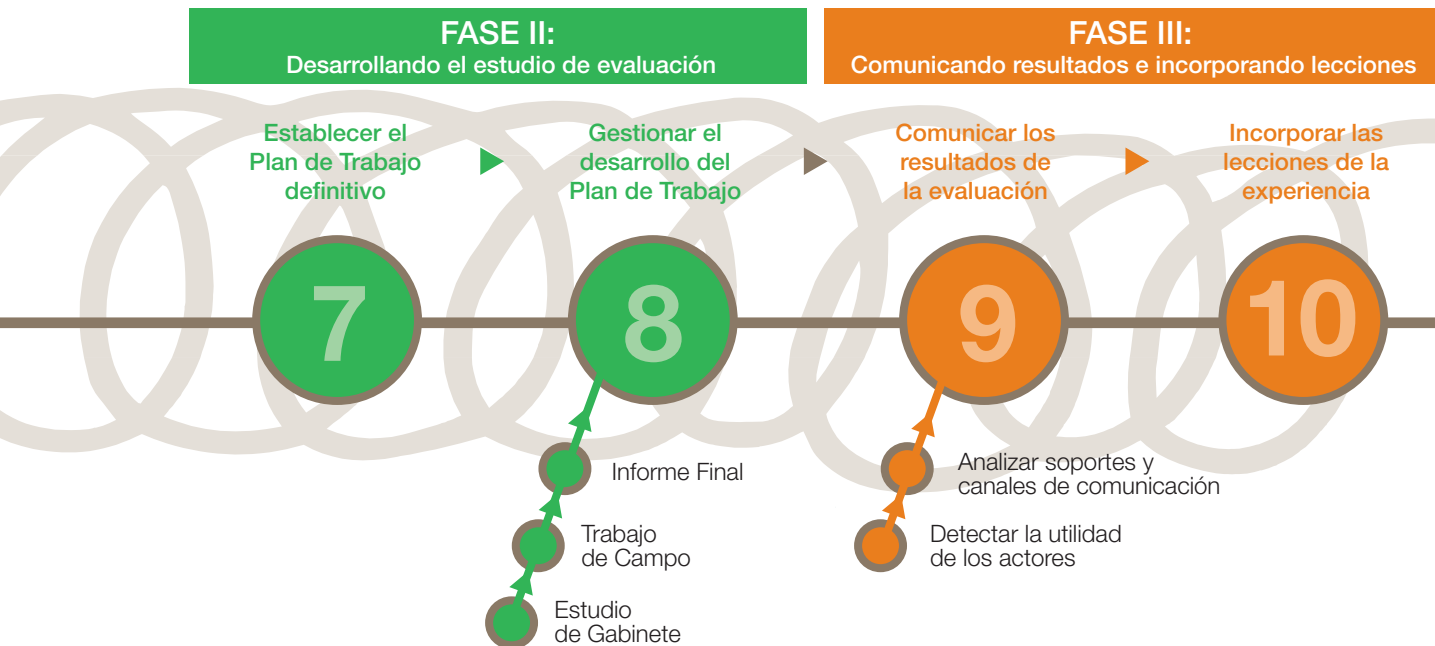 FASE II:
Desarrollando el estudio de evaluación
FASE III:
Comunicando resultados e incorporando lecciones
Establecer el
Plan de Trabajo
definitivo
Gestionar el
desarrollo del
Plan de Trabajo
Comunicar los
resultados de
la evaluación
Incorporar las
lecciones de la
experiencia
7
8
9
10
Informe Final
Trabajo
de Campo
Estudio
de Gabinete
Analizar soportes y
canales de comunicación
Detectar la utilidad
de los actores